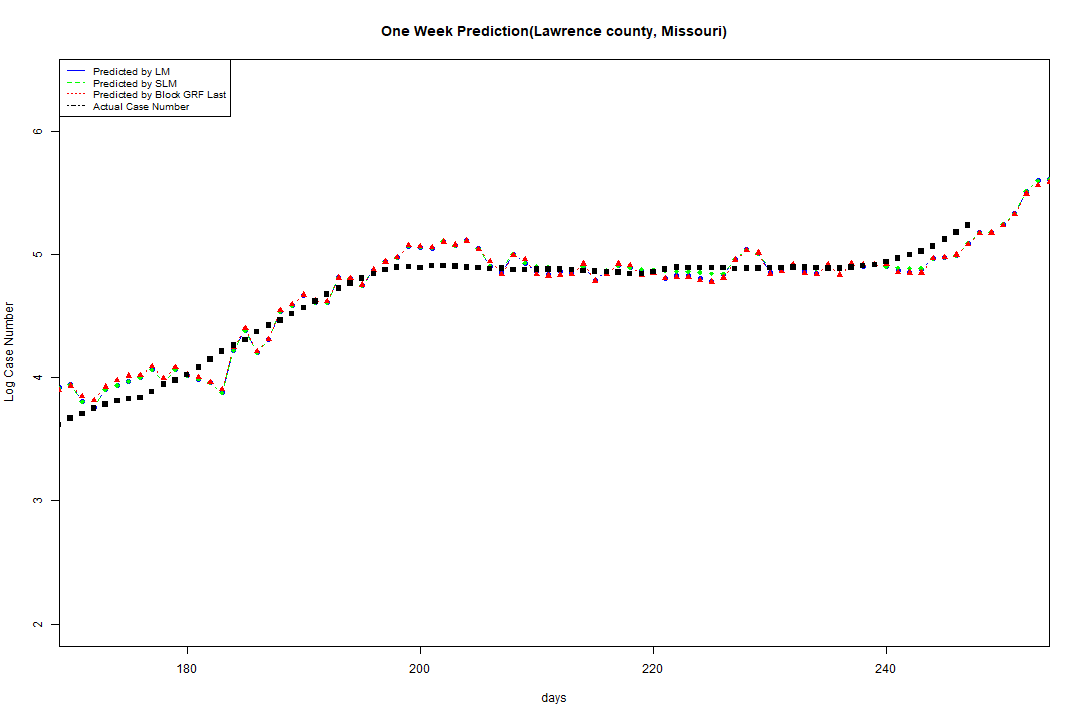 One Week Prediction(Lawrence county, Missouri)
Predicted by LM
Predicted by SLM
Predicted by Block GRF Last
Actual Case Number
6
5
4
3
2
Log Case Number
180 200 220 240
days